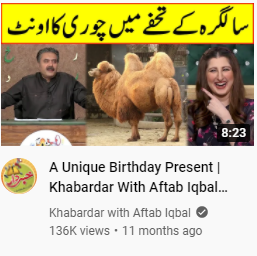 سالگرہ کے تحفے میں چوری کا اونٹ
8:23
A Unique Birthday Present |
Khabardar With Aftab Iqbal...
Khabardar with Aftab Iqbal
136K views • 11 months ago